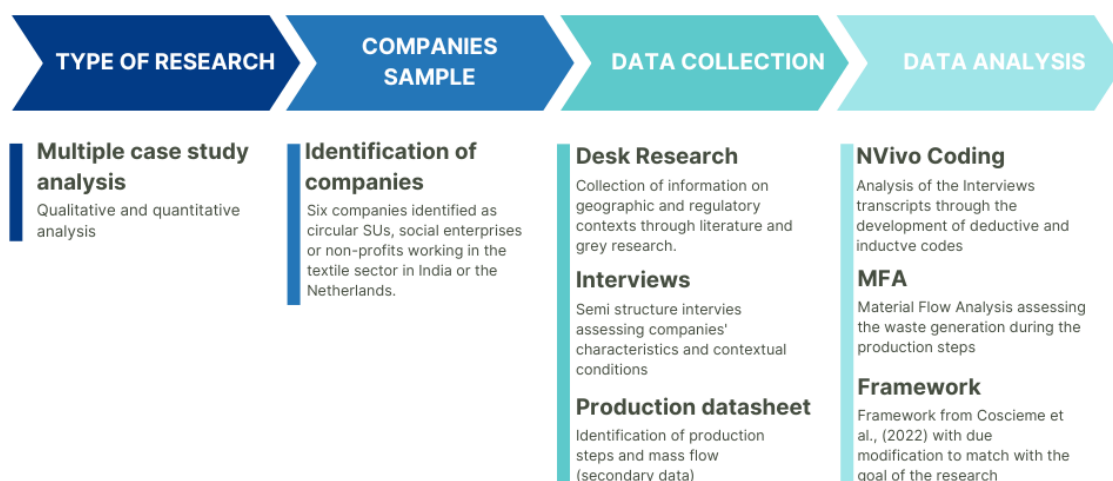 TYPE OF RESEARCH
COMPANIES
SAMPLE
DATA COLLECTION
DATA ANALYSIS
Multiple case study
analysis
Qualitative and quantitative
analysis
Identification of
companies
Six companies identified as
circular SUs, social enterprises
or non-profits working in the
textile sector in India or the
Netherlands.
Desk Research
Collection of information on
geographic and regulatory
contexts through literature and
grey research.
Interviews
Semi structure intervies
assessing companies'
characteristics and contextual
conditions
Production datasheet
Identification of production
steps and mass flow
(secondary data)
NVivo Coding
Analysis of the Interviews
transcripts through the
development of deductive and
inductve codes
MFA
Material Flow Analysis assessing
the waste generation during the
production steps
Framework
Framework from Coscieme et
al., (2022) with due
modification to match with the
goal of the research